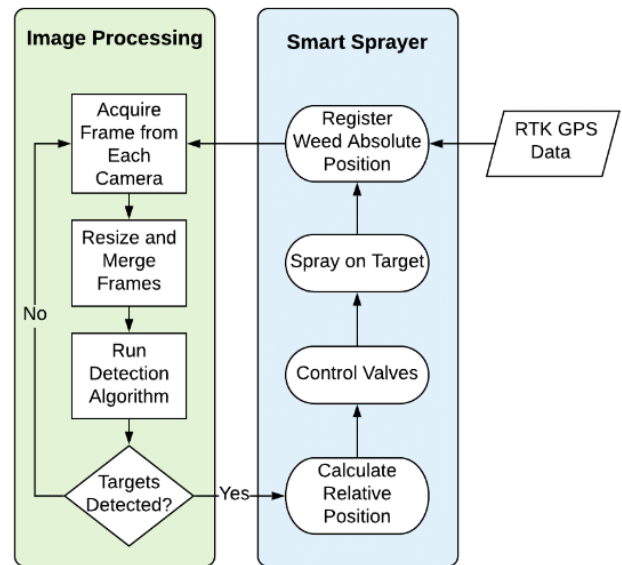 Image Processing
Acquire
Frame from
Each
Camera
Resize and
Merge
Frames
Run
Detection
Algorithm
Targets
Detected?
No
Yes
Smart Sprayer
Register
Weed Absolute
Position
Spray on Target
Control Valves
Calculate
Relative
Position
RTK GPS
Data